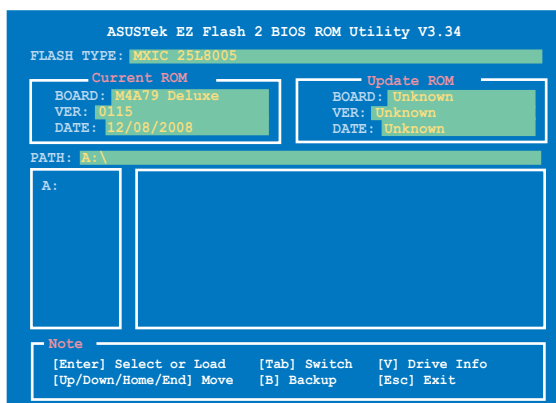 ASUSTek EZ Flash 2 BIOS ROM Utility V3.34
FLASH TYPE: MXIC 25L8005
Current ROM
BOARD: M4A79 Deluxe
VER: 0115
DATE: 12/08/2008
Update ROM
BOARD: Unknown
VER: Unknown
DATE: Unknown
PATH: A:\
A:
Note
[Enter] Select or Load [Tab] Switch [V] Drive Info
[Up/Down/Home/End] Move [B] Backup [Esc] Exit